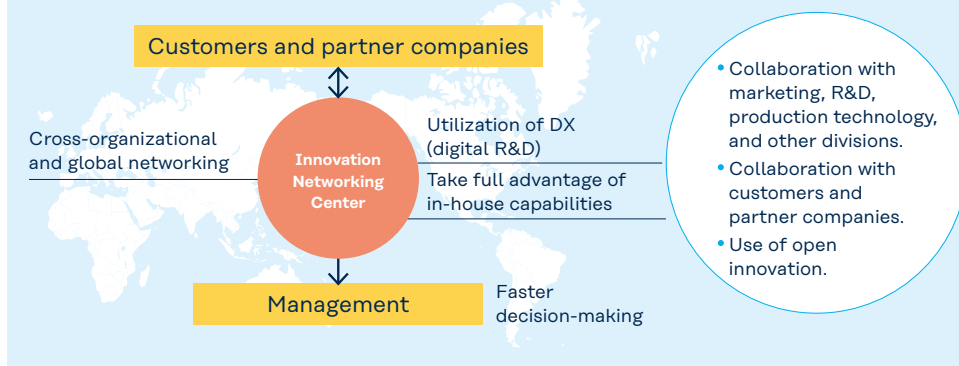 Customers and partner companies
Cross-organizational
and global networking
Innovation
Networking
Center
Utilization of DX
(digital R&D)
Take full advantage of
in-house capabilities
Management
Faster
decision-making
• Collaboration with
marketing, R&D,
production technology,
and other divisions.
• Collaboration with
customers and
partner companies.
• Use of open
innovation.